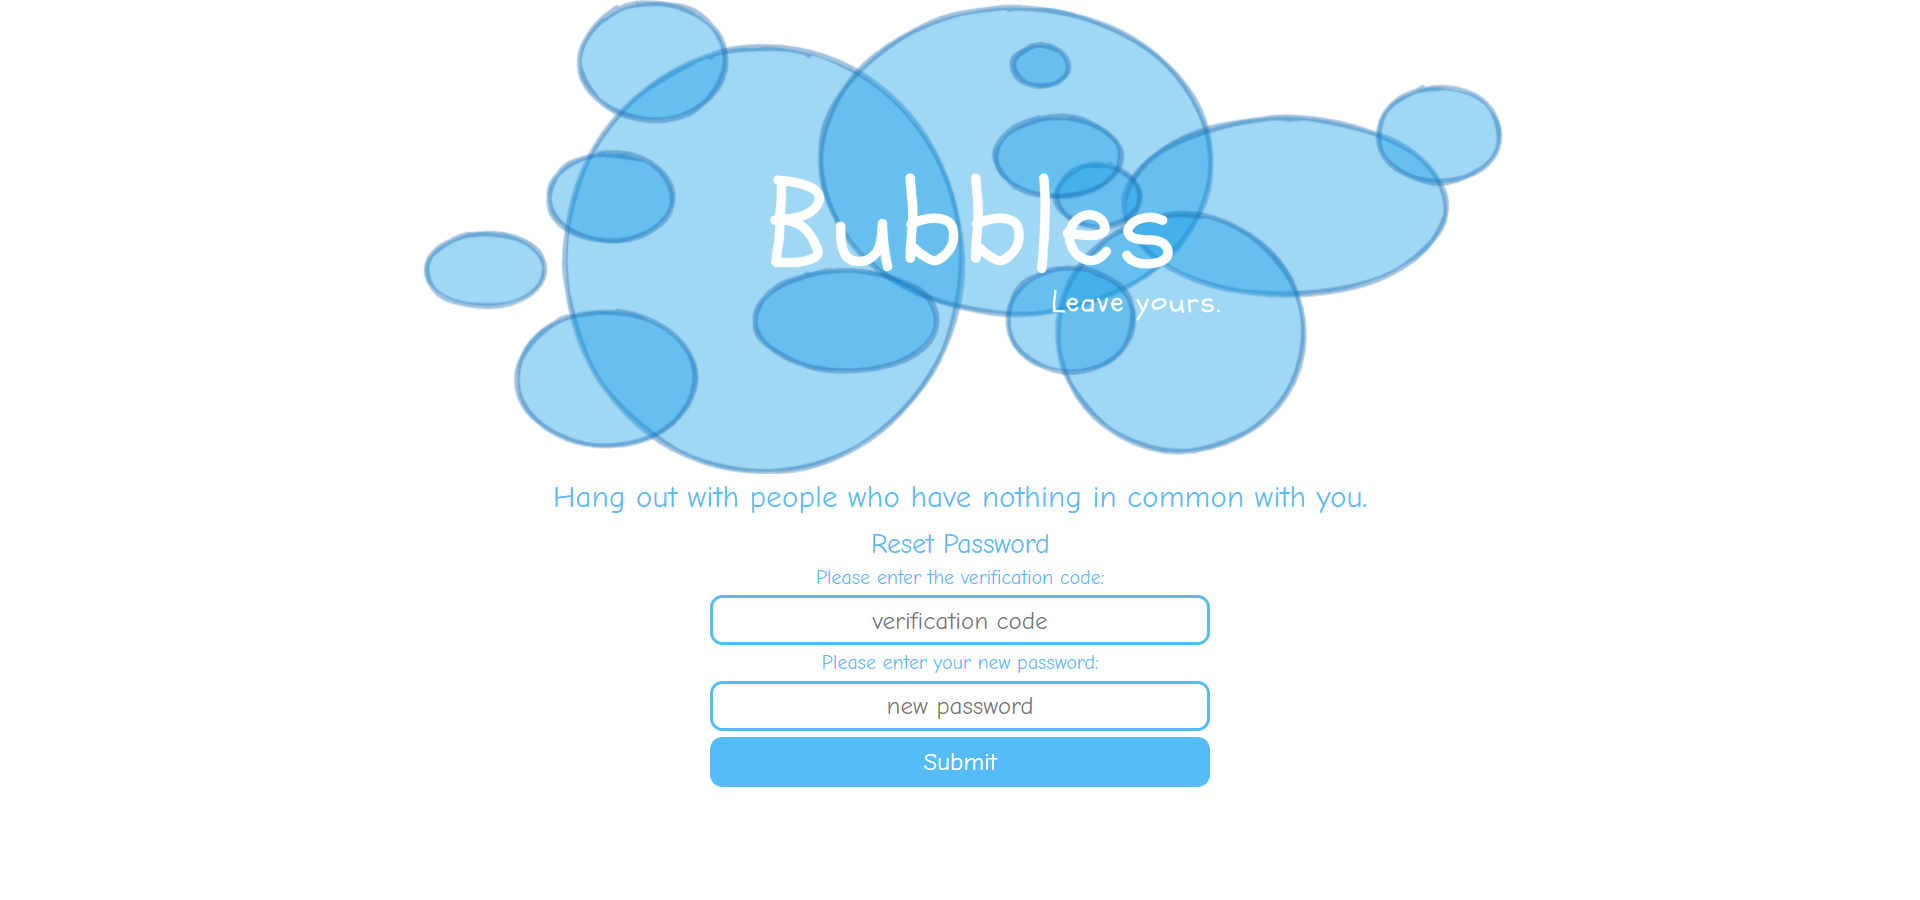 Bubbles
Leave yours.
Hang out with people who have nothing in common with you.
Reset Password
Please enter the verification code:
verification code
Please enter your new password:
new password
Submit